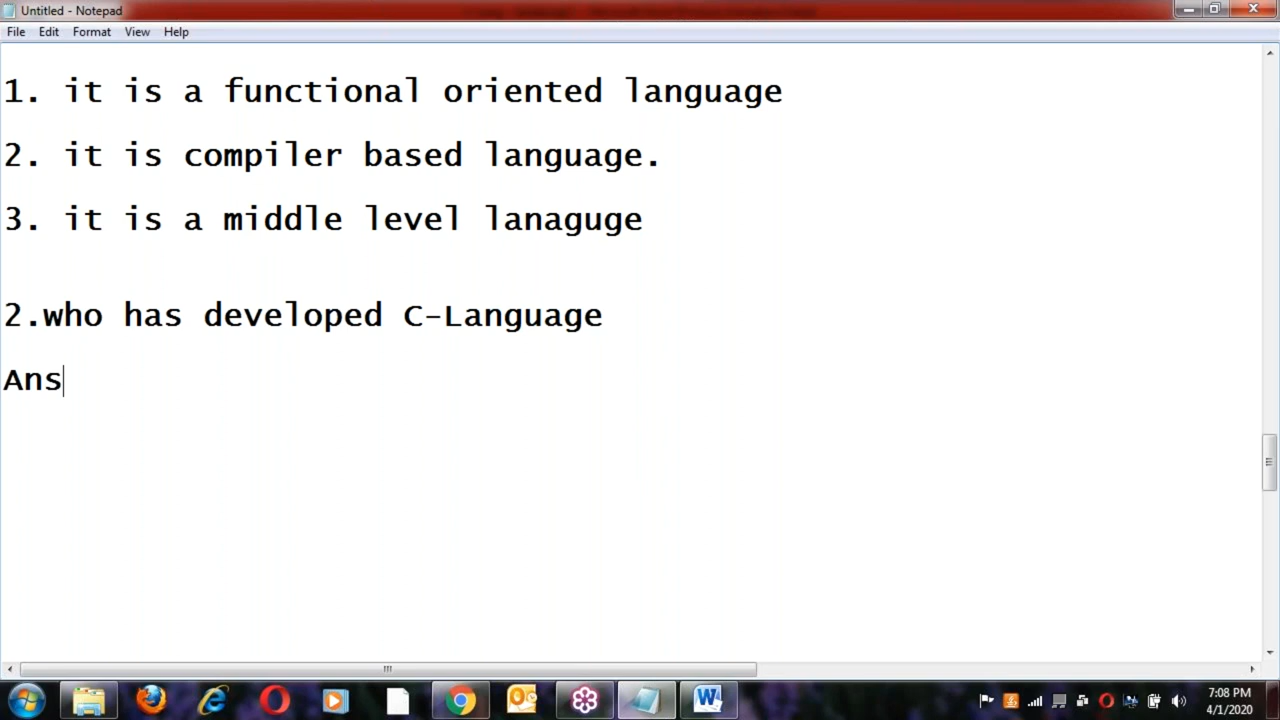 Untitled - Notepad
File Edit Format View Help
1. it is a functional oriented language
2. it is compiler based language.
3. it is a middle level lanaguge
2.who has developed C-Language
Ans
7:08 PM
4/1/2020